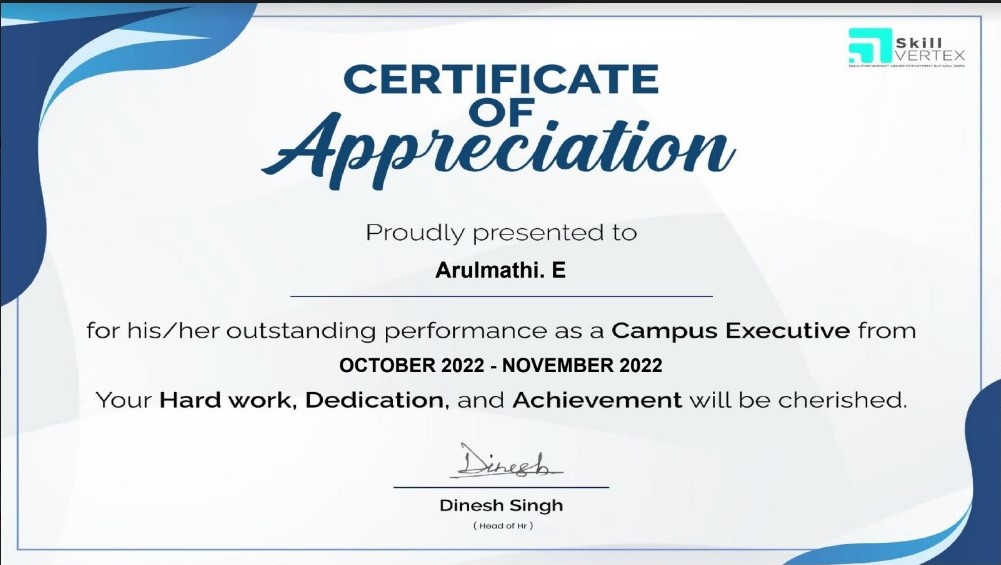 Skill
VERTEX
CERTIFICATE
OF
Appreciation
Proudly presented to
Arulmathi. E
for his/her outstanding performance as a Campus Executive from
OCTOBER 2022 - NOVEMBER 2022
Your Hard work, Dedication, and Achievement will be cherished.
Dinesh
Dinesh Singh
( Head of Hr )